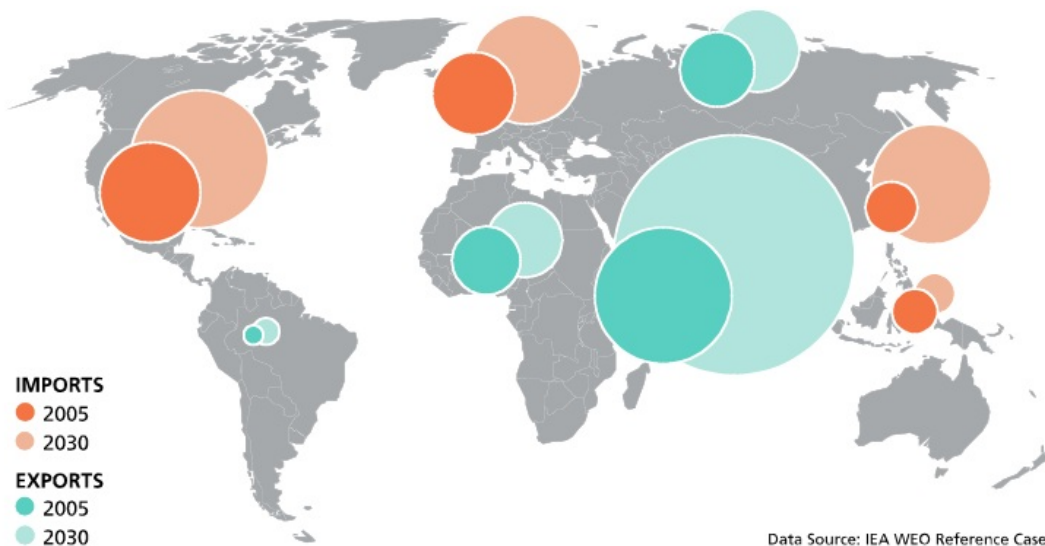 IMPORTS
2005
2030
EXPORTS
2005
2030
Data Source: IEA WEO Reference Case